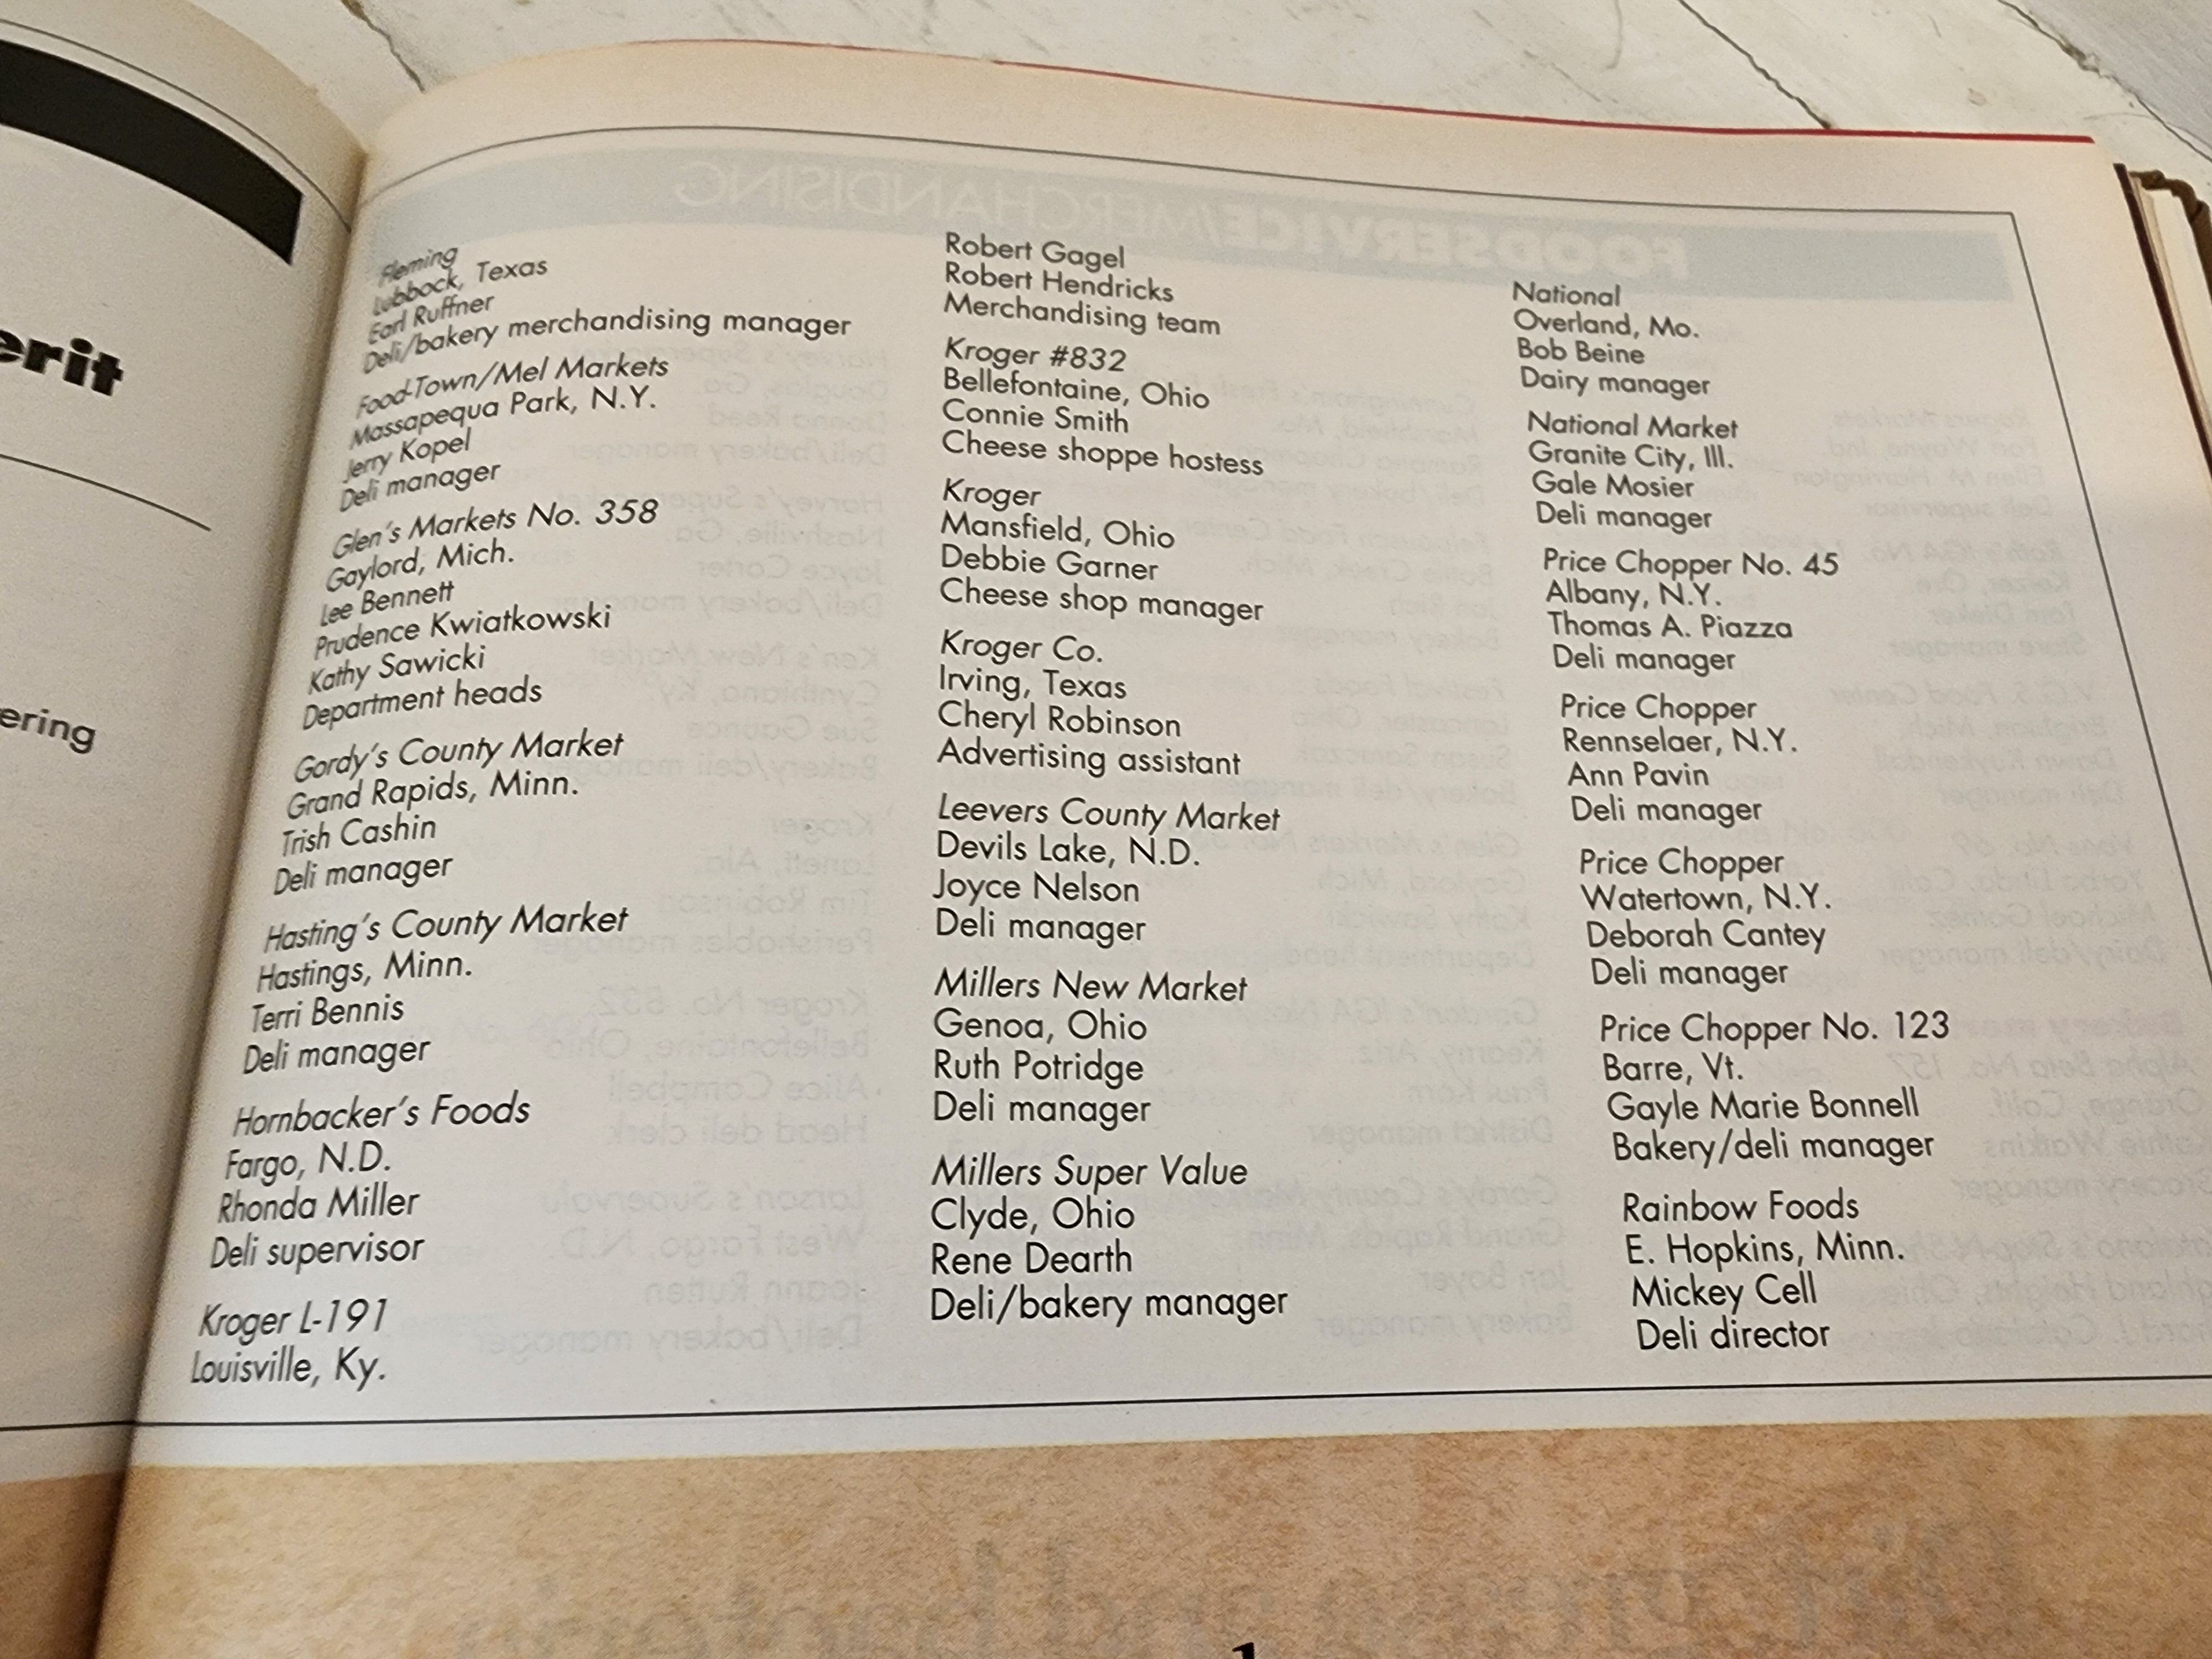 erit
ering
Fleming
Lubbock, Texas
Earl Ruffner
Deli/bakery merchandising manager
Food-Town/Mel Markets
Massapequa Park, N.Y.
Jerry Kopel
Deli manager
Glen's Markets No. 358
Gaylord, Mich.
Lee Bennett
Prudence Kwiatkowski
Kathy Sawicki
Department heads
Gordy's County Market
Grand Rapids, Minn.
Trish Cashin
Deli manager
Hasting's County Market
Hastings, Minn.
Terri Bennis
Deli manager
Hornbacker's Foods
Fargo, N.D.
Rhonda Miller
Deli supervisor
Kroger L-191
Louisville, Ky.
Robert Gagel
Robert Hendricks
Merchandising team
Kroger #832
Bellefontaine, Ohio
Connie Smith
Cheese shoppe hostess
Kroger
Mansfield, Ohio
Debbie Garner
Cheese shop manager
Kroger Co.
Irving, Texas
Cheryl Robinson
Advertising assistant
Leevers County Market
Devils Lake, N.D.
Joyce Nelson
Deli manager
Millers New Market
Genoa, Ohio
Ruth Potridge
Deli manager
Millers Super Value
Clyde, Ohio
Rene Dearth
Deli/bakery manager
National
Overland, Mo.
Bob Beine
Dairy manager
National Market
Granite City, Ill.
Gale Mosier
Deli manager
Price Chopper No. 45
Albany, N.Y.
Thomas A. Piazza
Deli manager
Price Chopper
Rennselaer, N.Y.
Ann Pavin
Deli manager
Price Chopper
Watertown, N.Y.
Deborah Cantey
Deli manager
Price Chopper No. 123
Barre, Vt.
Gayle Marie Bonnell
Bakery/deli manager
Rainbow Foods
E. Hopkins, Minn.
Mickey Cell
Deli director